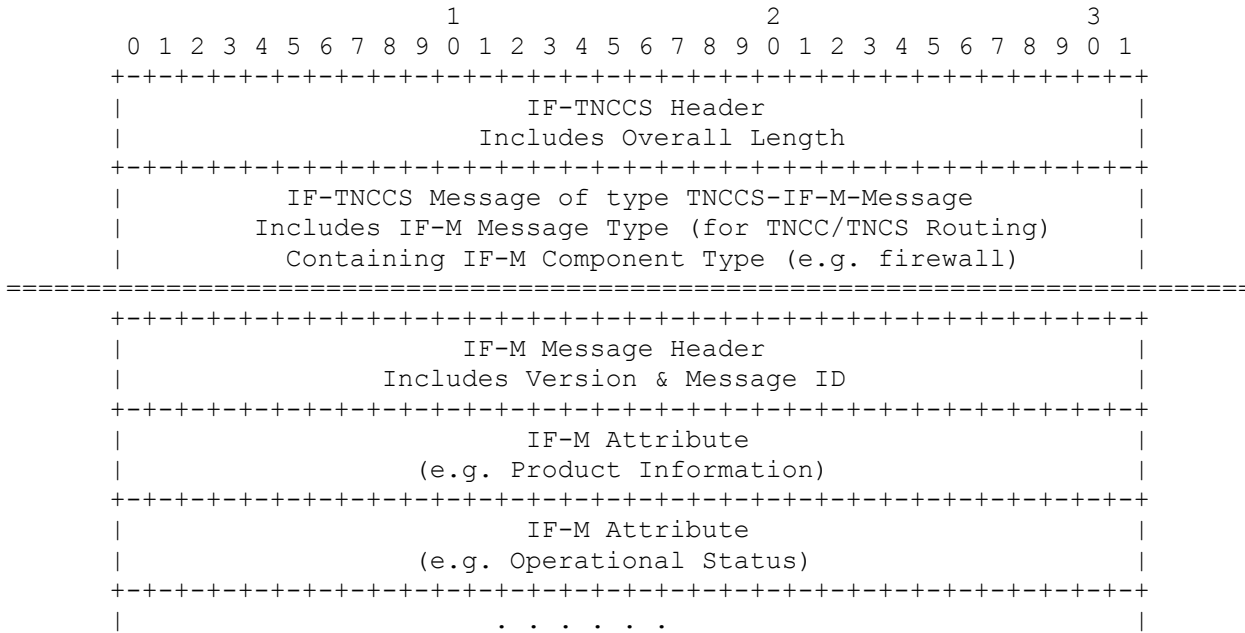 1                   2                   3
 0 1 2 3 4 5 6 7 8 9 0 1 2 3 4 5 6 7 8 9 0 1 2 3 4 5 6 7 8 9 0 1
+-+-+-+-+-+-+-+-+-+-+-+-+-+-+-+-+-+-+-+-+-+-+-+-+-+-+-+-+-+-+-+-+
| IF-TNCCS Header |
| Includes Overall Length |
+-+-+-+-+-+-+-+-+-+-+-+-+-+-+-+-+-+-+-+-+-+-+-+-+-+-+-+-+-+-+-+-+
| IF-TNCCS Message of type TNCCS-IF-M-Message |
| Includes IF-M Message Type (for TNCC/TNCS Routing) |
| Containing IF-M Component Type (e.g. firewall) |
==============================================================================
+-+-+-+-+-+-+-+-+-+-+-+-+-+-+-+-+-+-+-+-+-+-+-+-+-+-+-+-+-+-+-+-+
| IF-M Message Header |
| Includes Version & Message ID |
+-+-+-+-+-+-+-+-+-+-+-+-+-+-+-+-+-+-+-+-+-+-+-+-+-+-+-+-+-+-+-+-+
| IF-M Attribute |
| (e.g. Product Information) |
+-+-+-+-+-+-+-+-+-+-+-+-+-+-+-+-+-+-+-+-+-+-+-+-+-+-+-+-+-+-+-+-+
| IF-M Attribute |
| (e.g. Operational Status) |
+-+-+-+-+-+-+-+-+-+-+-+-+-+-+-+-+-+-+-+-+-+-+-+-+-+-+-+-+-+-+-+-+
| . . . . . . |